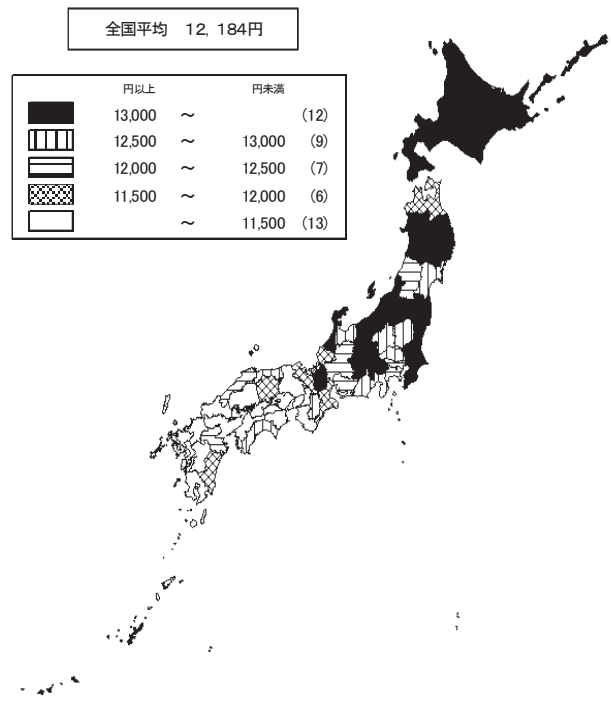 全国平均　12,184円
円以上　円未満
13,000　～　(12)
12,500　～　13,000　(9)
12,000　～　12,500　(7)
11,500　～　12,000　(6)
～　11,500　(13)